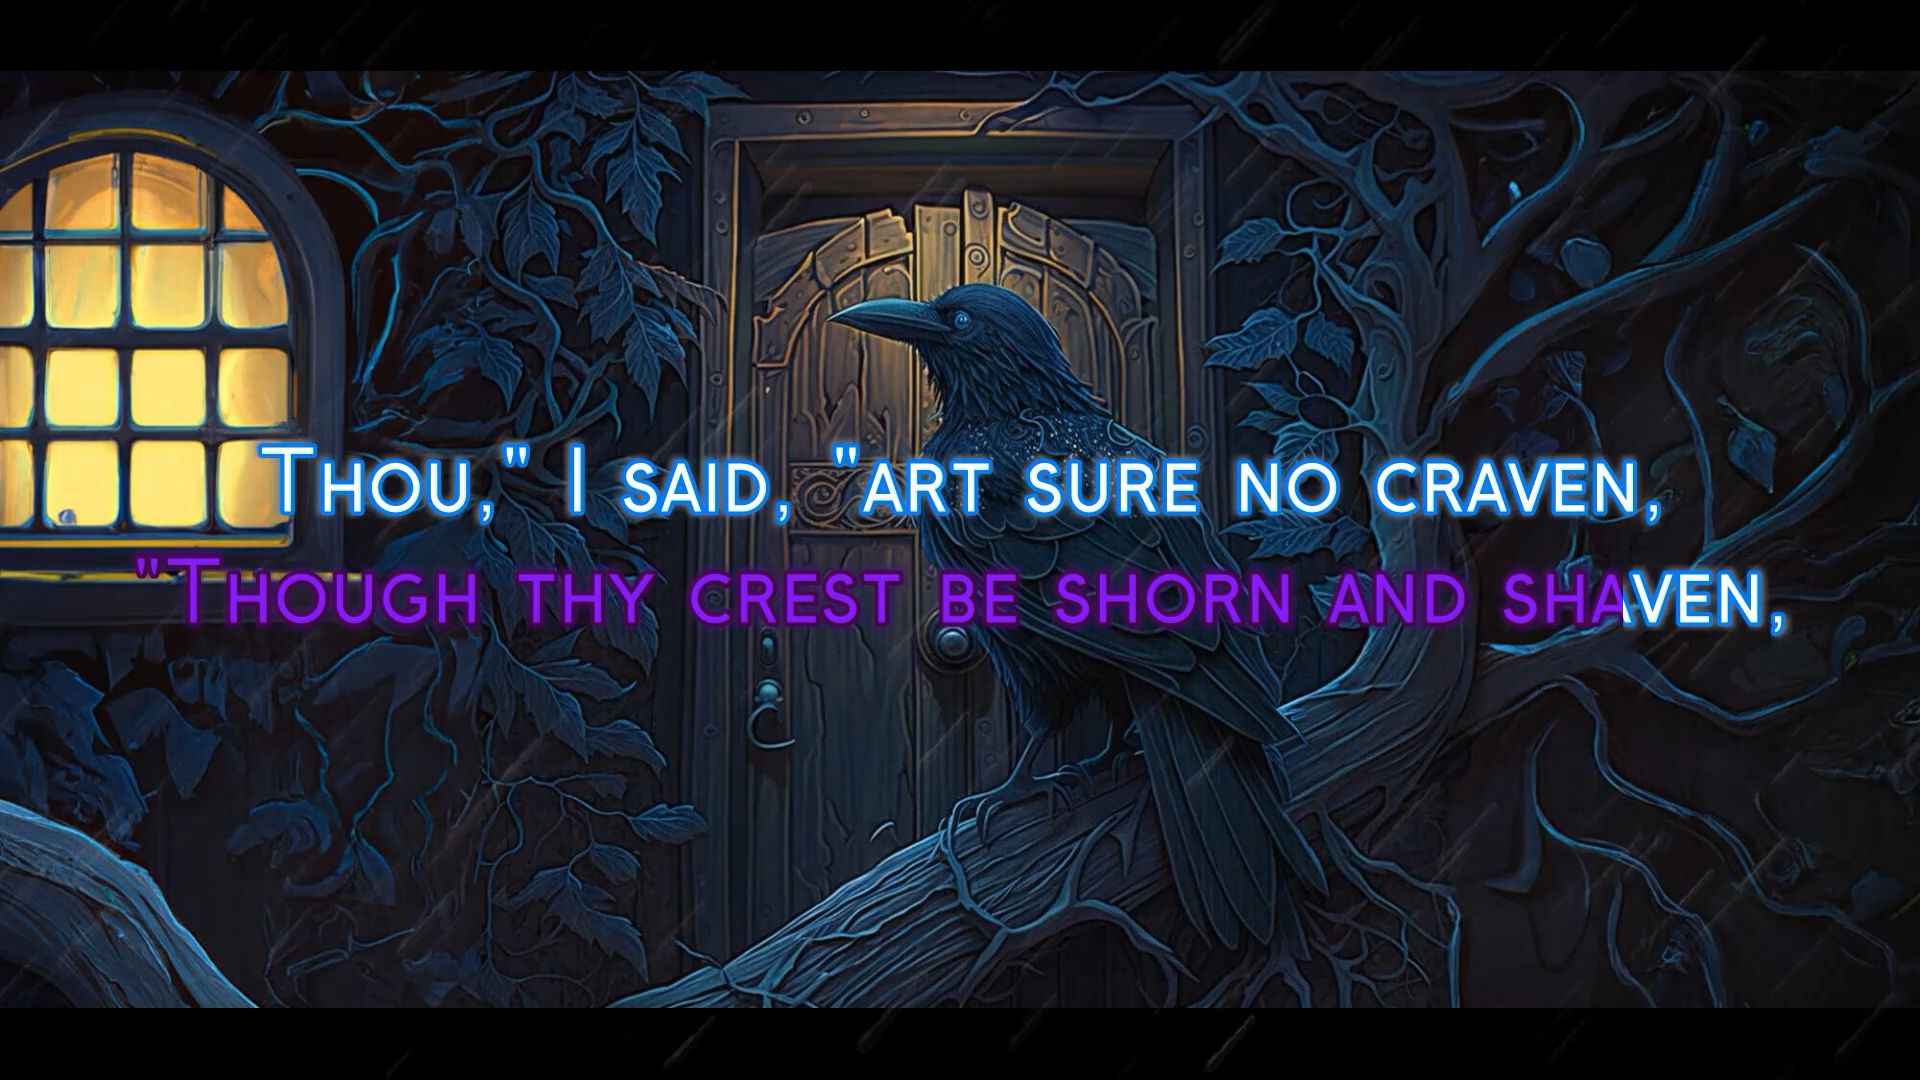 Thou," I said, "art sure no craven,
"Though thy crest be shorn and shaven,